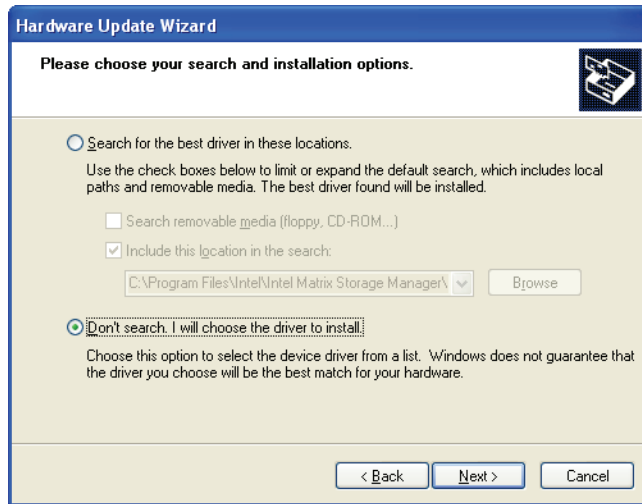 Hardware Update Wizard
Please choose your search and installation options.
Search for the best driver in these locations.
Use the check boxes below to limit or expand the default search, which includes local
paths and removable media. The best driver found will be installed.
Search removable media (floppy, CD-ROM...)
Include this location in the search:
C:\Program Files\Intel\Intel Matrix Storage Manager\
Browse
Don't search. I will choose the driver to install.
Choose this option to select the device driver from a list. Windows does not guarantee that
the driver you choose will be the best match for your hardware.
< Back
Next >
Cancel